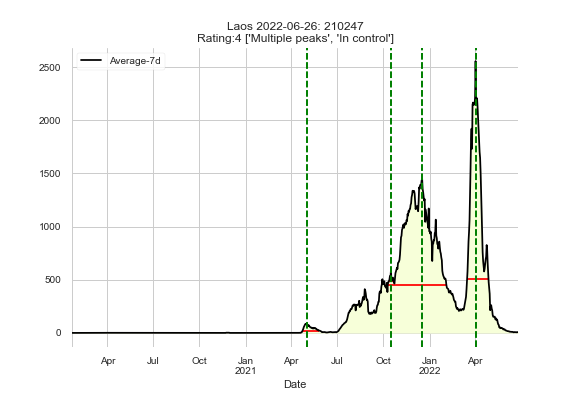 Laos 2022-06-26: 210247
Rating:4 ['Multiple peaks', 'In control']
Average-7d
2500
2000
1500
1000
500
0
Apr Jul Oct Jan Apr Jul Oct Jan Apr
2021 2022
Date